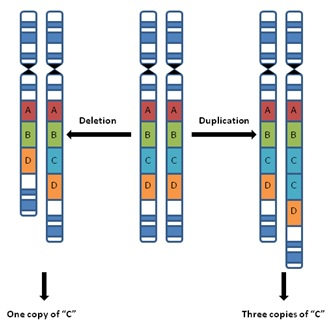 Deletion
Duplication
A A A A A A
B B B B B B
D C C C C C
D D D D C
D
One copy of “C”
Three copies of “C”